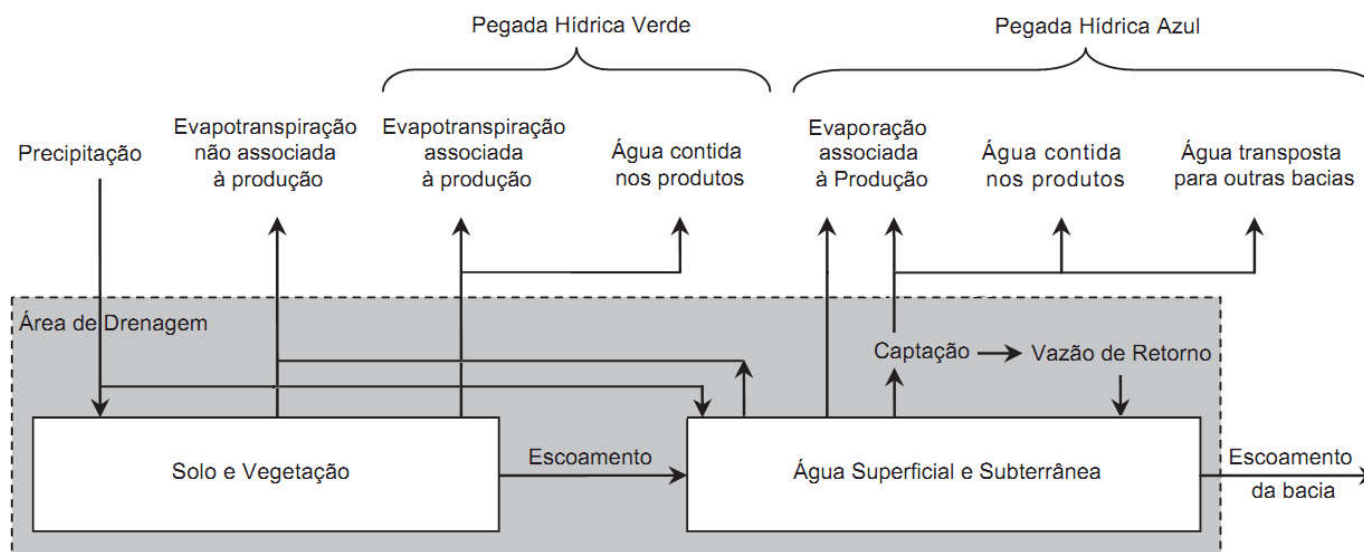 Pegada Hídrica Verde
Pegada Hídrica Azul
Precipitação
Evapotranspiração
não associada
à produção
Evapotranspiração
associada
à produção
Água contida
nos produtos
Evaporação
associada
à Produção
Água contida
nos produtos
Água transposta
para outras bacias
Área de Drenagem
Captação
Vazão de Retorno
Solo e Vegetação
Escoamento
Água Superficial e Subterrânea
Escoamento
da bacia